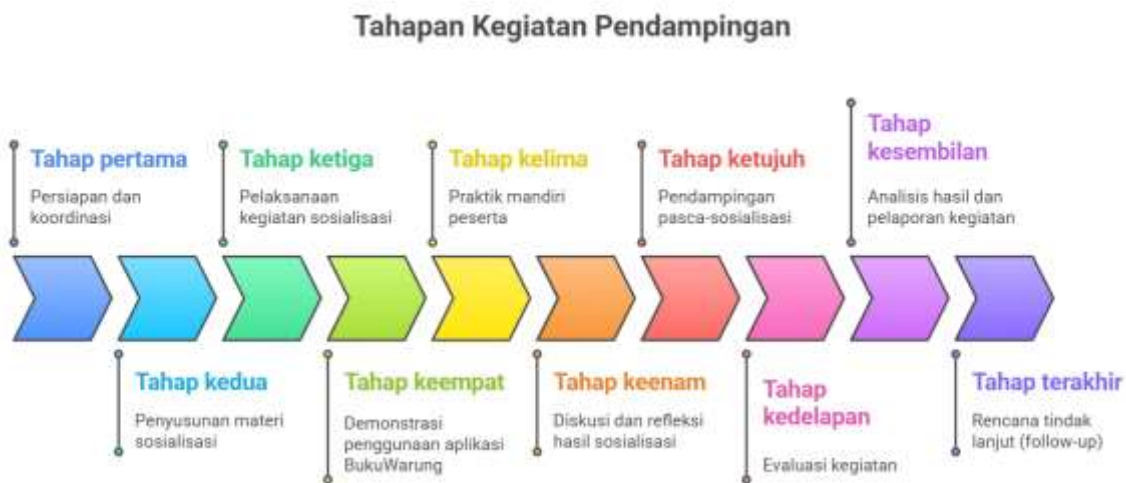 Tahapan Kegiatan Pendampingan
Tahap pertama
Persiapan dan
koordinasi
Tahap kedua
Penyusunan materi
sosialisasi
Tahap ketiga
Pelaksanaan
kegiatan sosialisasi
Tahap keempat
Demonstrasi
penggunaan aplikasi
BukuWarung
Tahap kelima
Praktik mandiri
peserta
Tahap keenam
Diskusi dan refleksi
hasil sosialisasi
Tahap ketujuh
Pendampingan
pasca-sosialisasi
Tahap
kedelapan
Evaluasi kegiatan
Tahap
kesembilan
Analisis hasil dan
pelaporan kegiatan
Tahap terakhir
Rencana tindak
lanjut (follow-up)